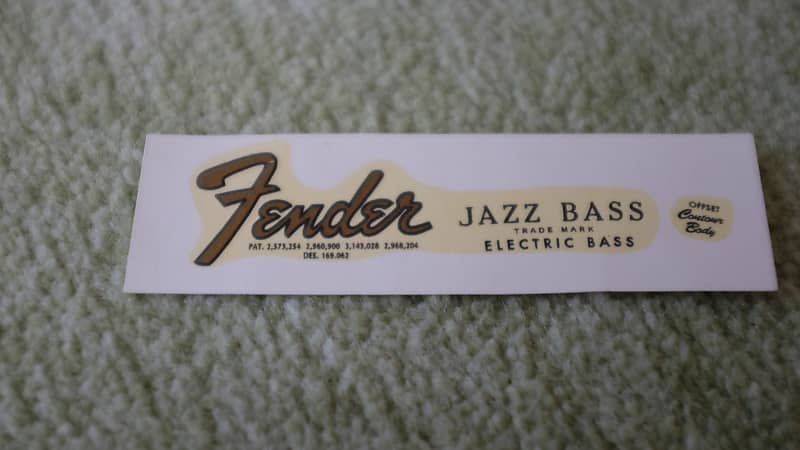 Fender
PAT. 2,573,254 2,960,900 3,143,028 2,968,204
DES. 169.062
JAZZ BASS
TRADE MARK
ELECTRIC BASS
OFFSET
Contour
Body